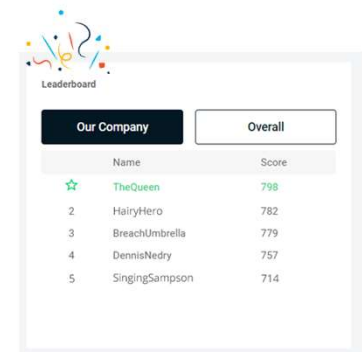 Leaderboard
Our Company Overall
Name Score
TheQueen 798
2 HairyHero 782
3 BreachUmbrella 779
4 DennisNedry 757
5 SingingSampson 714